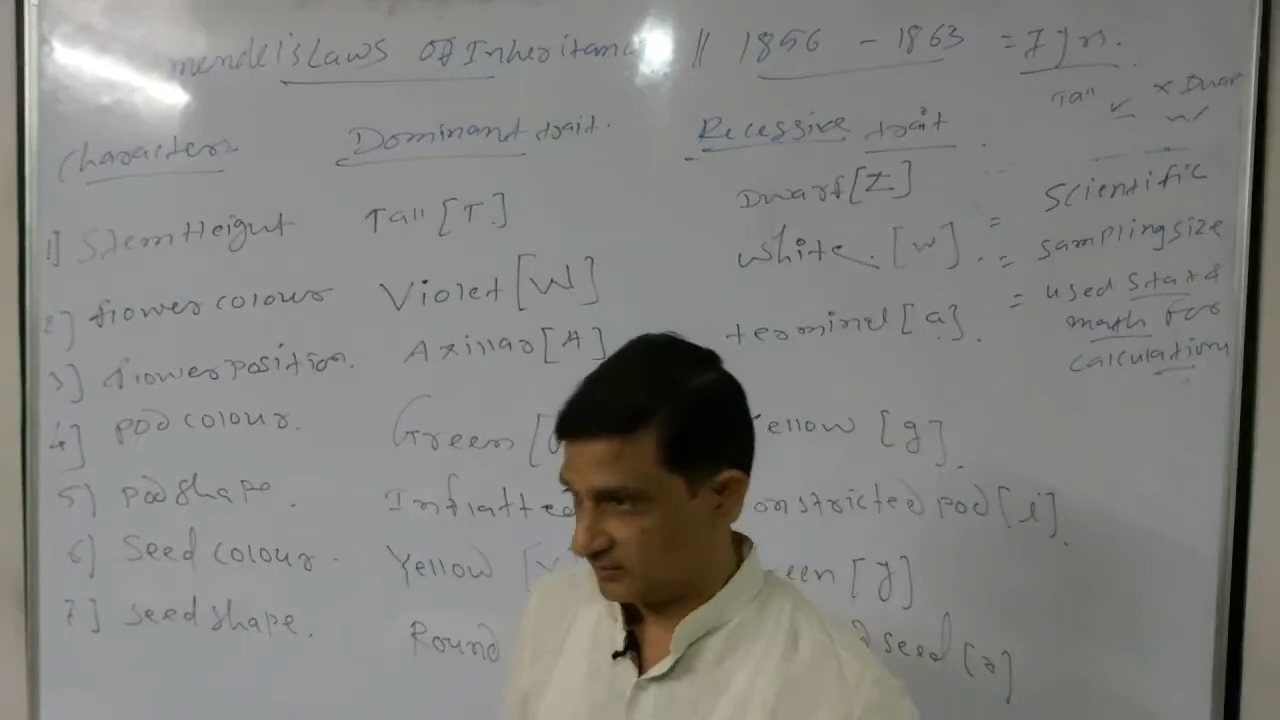 Mendel's Laws Of Inheritance || 1856 - 1863 = 7 yrs.
Tall × Dwar
Characters Dominant trait. Recessive trait
1] Stem Height Tall [T] Dwarf [t]
2] flower colour Violet [W] White. [w].
3] flower position. Axillar [A] terminal [a].
4] pod colour. Green [ ellow [g].
5) pod shape. Inflatted onstricted pod [i].
6) Seed colour. Yellow [Y een [y]
7] seed shape. Round d seed [r]
= Scientific
= sampling size
= used stat &
math for
calculation